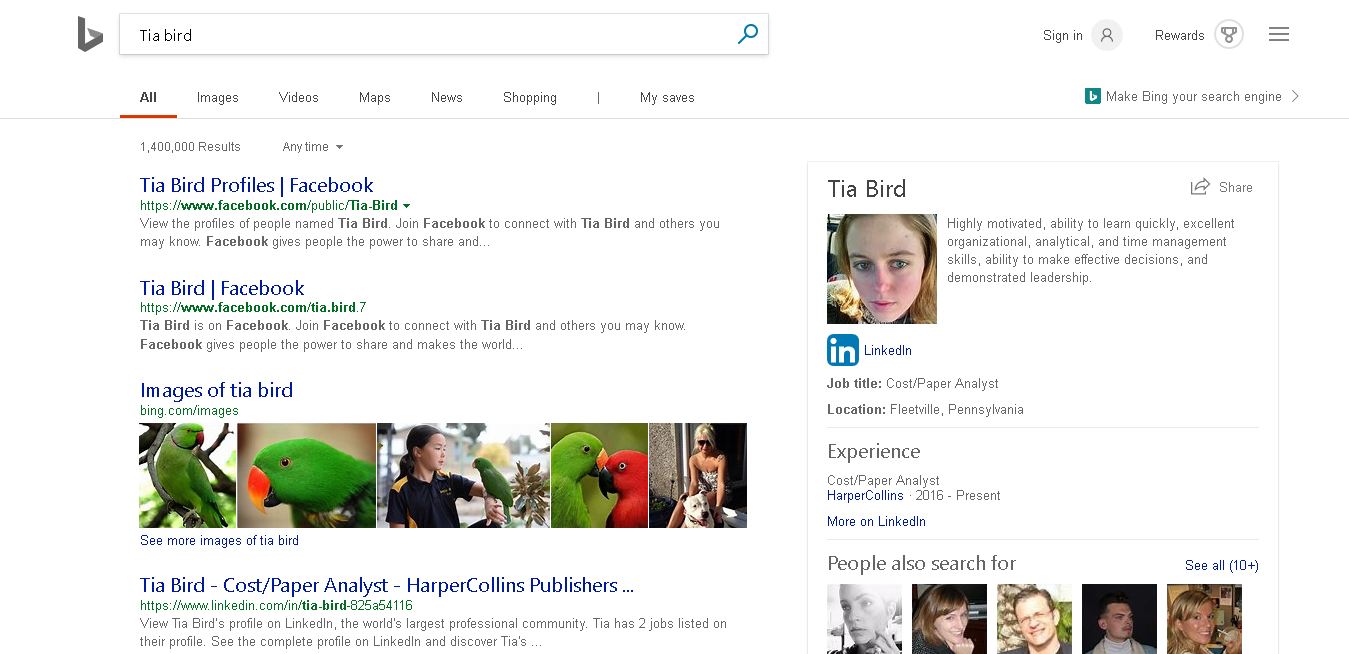 Tia bird
Sign in
Rewards
All
Images
Videos
Maps
News
Shopping
|
My saves
Make Bing your search engine
1,400,000 Results
Any time
Tia Bird Profiles | Facebook
https://www.facebook.com/public/Tia-Bird
View the profiles of people named Tia Bird. Join Facebook to connect with Tia Bird and others you
may know. Facebook gives people the power to share and...
Tia Bird | Facebook
https://www.facebook.com/tia.bird.7
Tia Bird is on Facebook. Join Facebook to connect with Tia Bird and others you may know.
Facebook gives people the power to share and makes the world...
Images of tia bird
bing.com/images
See more images of tia bird
Tia Bird - Cost/Paper Analyst - HarperCollins Publishers ...
https://www.linkedin.com/in/tia-bird-825a54116
View Tia Bird's profile on LinkedIn, the world's largest professional community. Tia has 2 jobs listed on
their profile. See the complete profile on LinkedIn and discover Tia's ...
Tia Bird
Share
Highly motivated, ability to learn quickly, excellent
organizational, analytical, and time management
skills, ability to make effective decisions, and
demonstrated leadership.
in
LinkedIn
Job title: Cost/Paper Analyst
Location: Fleetville, Pennsylvania
Experience
Cost/Paper Analyst
HarperCollins · 2016 - Present
More on LinkedIn
People also search for
See all (10+)